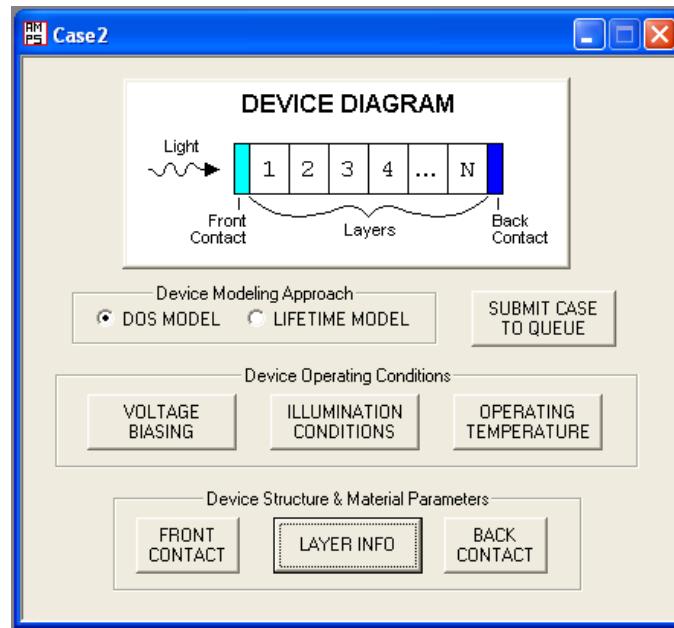 AMPS
Case2
DEVICE DIAGRAM
Light
1 2 3 4 ... N
Front
Contact
Layers
Back
Contact
Device Modeling Approach
DOS MODEL LIFETIME MODEL
SUBMIT CASE
TO QUEUE
Device Operating Conditions
VOLTAGE
BIASING
ILLUMINATION
CONDITIONS
OPERATING
TEMPERATURE
Device Structure & Material Parameters
FRONT
CONTACT
LAYER INFO
BACK
CONTACT